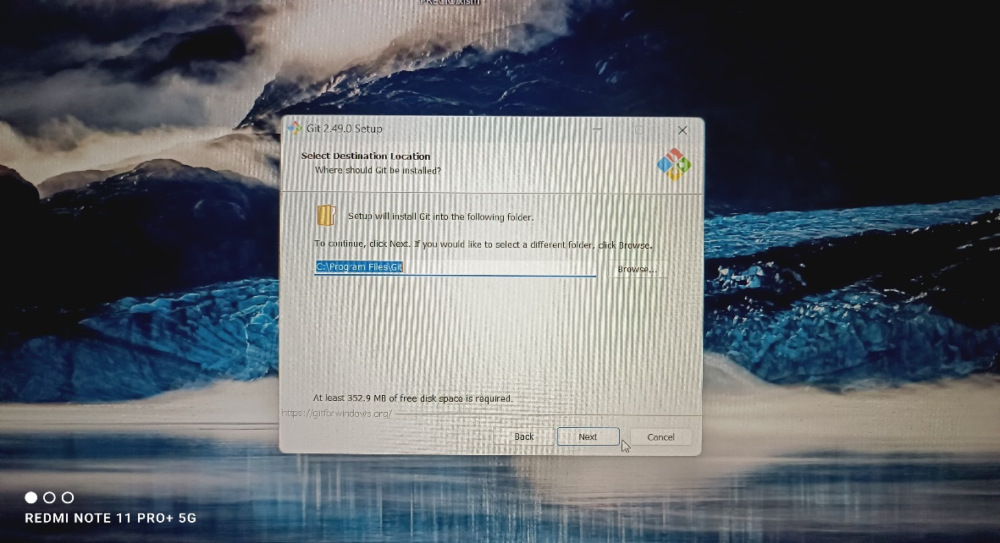 Git 2.49.0 Setup
Select Destination Location
Where should Git be installed?
Setup will install Git into the following folder.
To continue, click Next. If you would like to select a different folder, click Browse.
C:\Program Files\Git
Browse...
At least 352.9 MB of free disk space is required.
https://gitforwindows.org/
Back
Next
Cancel
REDMI NOTE 11 PRO+ 5G